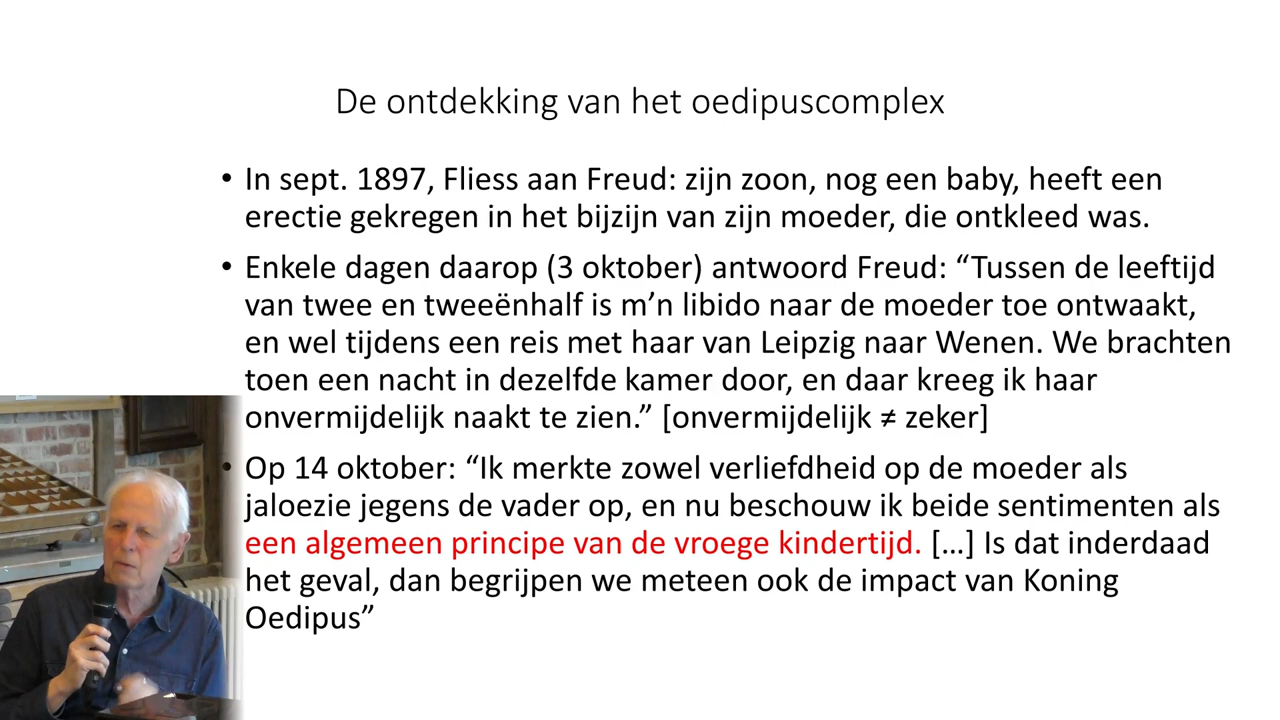 De ontdekking van het oedipuscomplex
• In sept. 1897, Fliess aan Freud: zijn zoon, nog een baby, heeft een
erectie gekregen in het bijzijn van zijn moeder, die ontkleed was.
• Enkele dagen daarop (3 oktober) antwoord Freud: “Tussen de leeftijd
van twee en tweeënhalf is m’n libido naar de moeder toe ontwaakt,
en wel tijdens een reis met haar van Leipzig naar Wenen. We brachten
toen een nacht in dezelfde kamer door, en daar kreeg ik haar
onvermijdelijk naakt te zien.” [onvermijdelijk ≠ zeker]
• Op 14 oktober: “Ik merkte zowel verliefdheid op de moeder als
jaloezie jegens de vader op, en nu beschouw ik beide sentimenten als
een algemeen principe van de vroege kindertijd. […] Is dat inderdaad
het geval, dan begrijpen we meteen ook de impact van Koning
Oedipus”